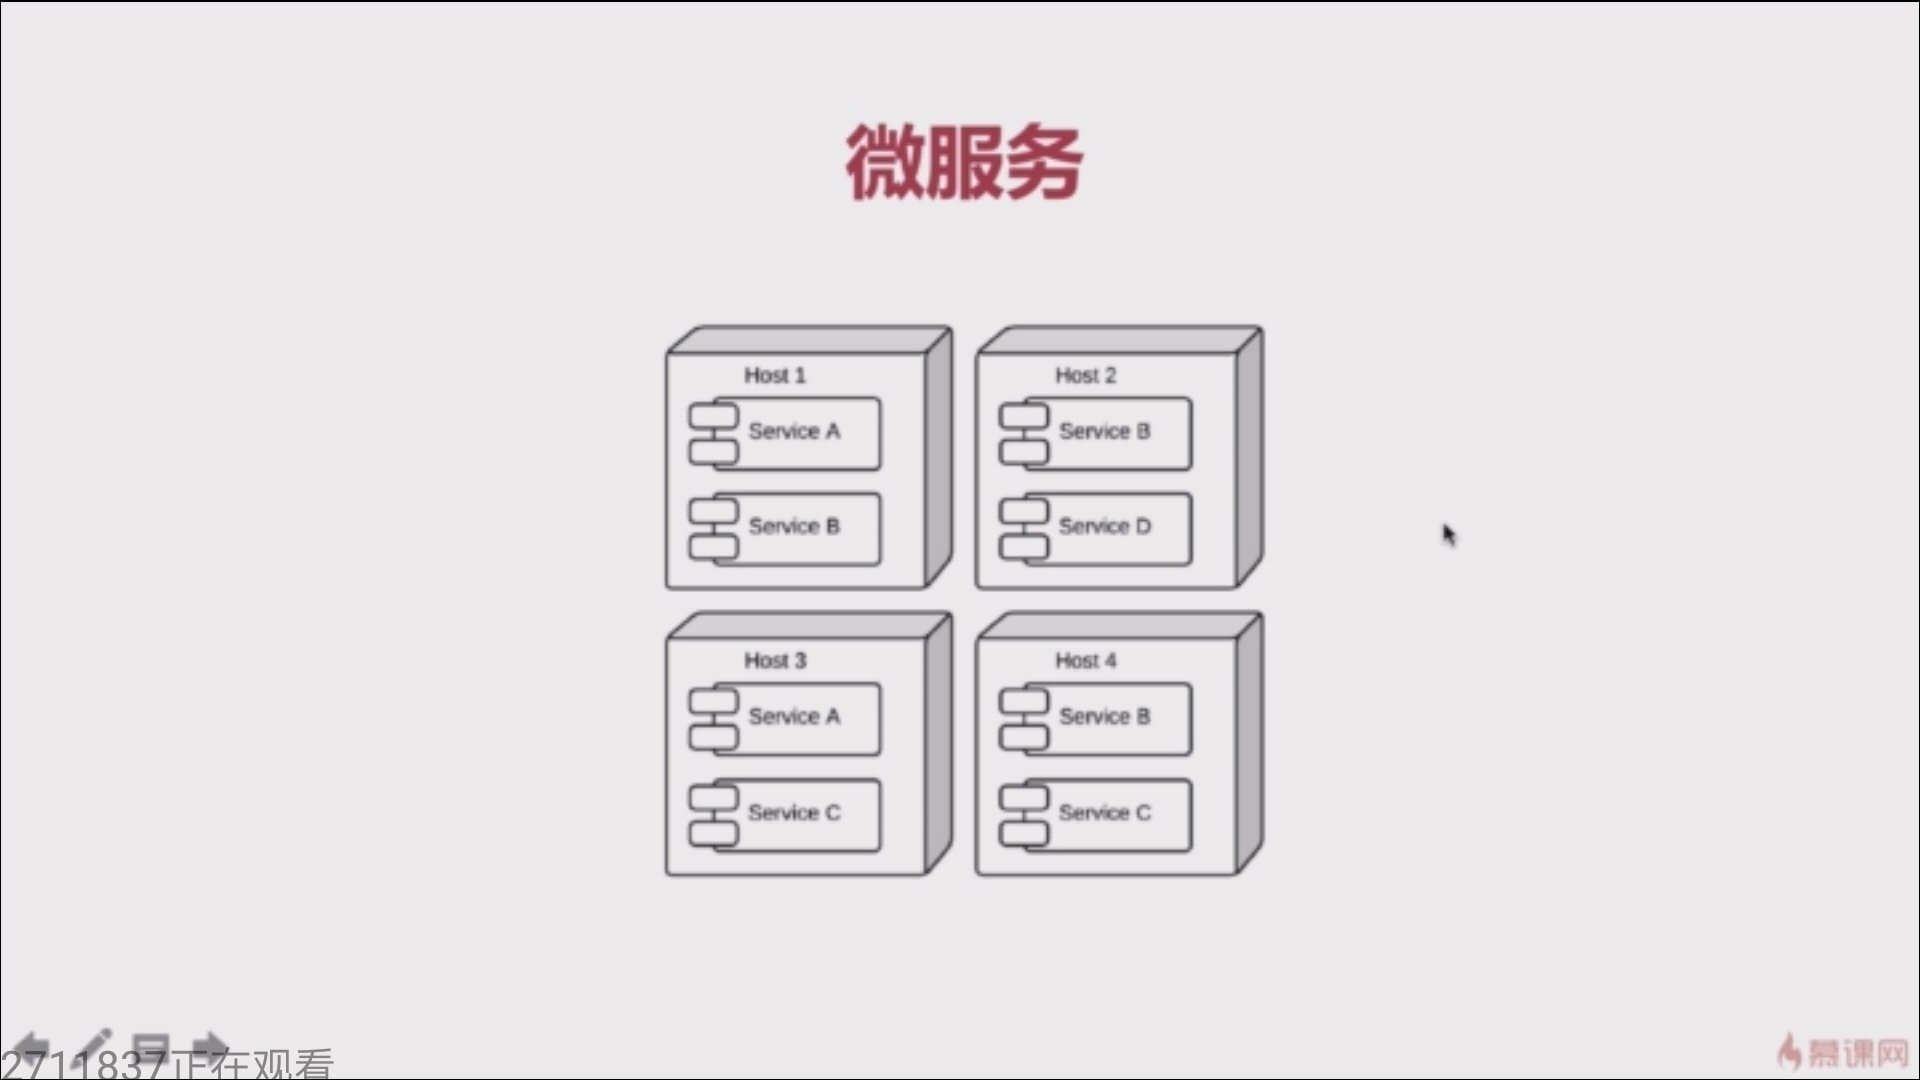 微服务
Host 1
Service A
Service B
Host 2
Service B
Service D
Host 3
Service A
Service C
Host 4
Service B
Service C
2711837正在观看
慕课网